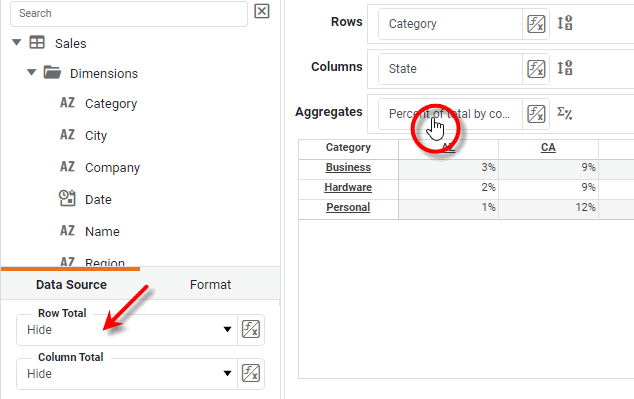 Search
Sales
Dimensions
AZ Category
AZ City
AZ Company
Date
AZ Name
AZ Region
Data Source Format
Row Total
Hide
Column Total
Hide
Rows Category
Columns State
Aggregates Percent of total by co...
Category AZ CA
Business 3% 9%
Hardware 2% 9%
Personal 1% 12%